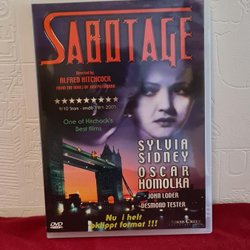 SABOTAGE
Directed by
ALFRED HITCHCOCK
One of Hitchcock's
Best films
SYLVIA
SIDNEY
OSCAR
HOMOLKA
JOHN LODER
DESMOND TESTER
Nu i helt
oklippt format !!!
DVD